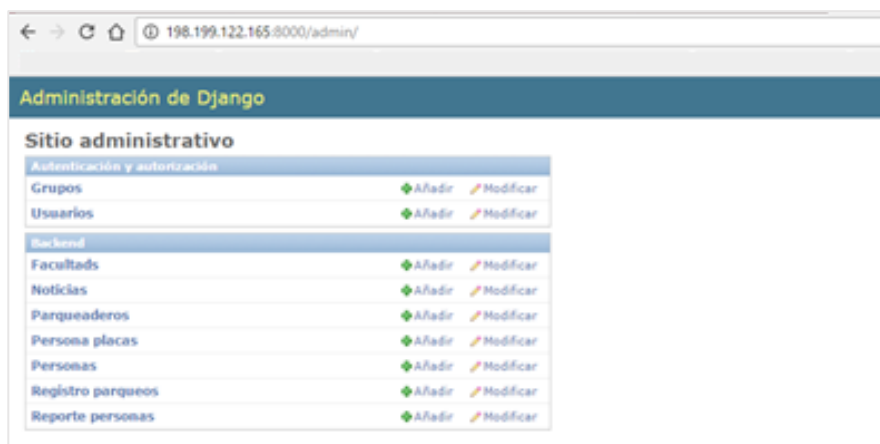 198.199.122.165:8000/admin/
Administración de Django
Sitio administrativo
Autenticación y autorización
Grupos Añadir Modificar
Usuarios Añadir Modificar
Backend
Facultads Añadir Modificar
Noticias Añadir Modificar
Parqueaderos Añadir Modificar
Persona placas Añadir Modificar
Personas Añadir Modificar
Registro parqueos Añadir Modificar
Reporte personas Añadir Modificar